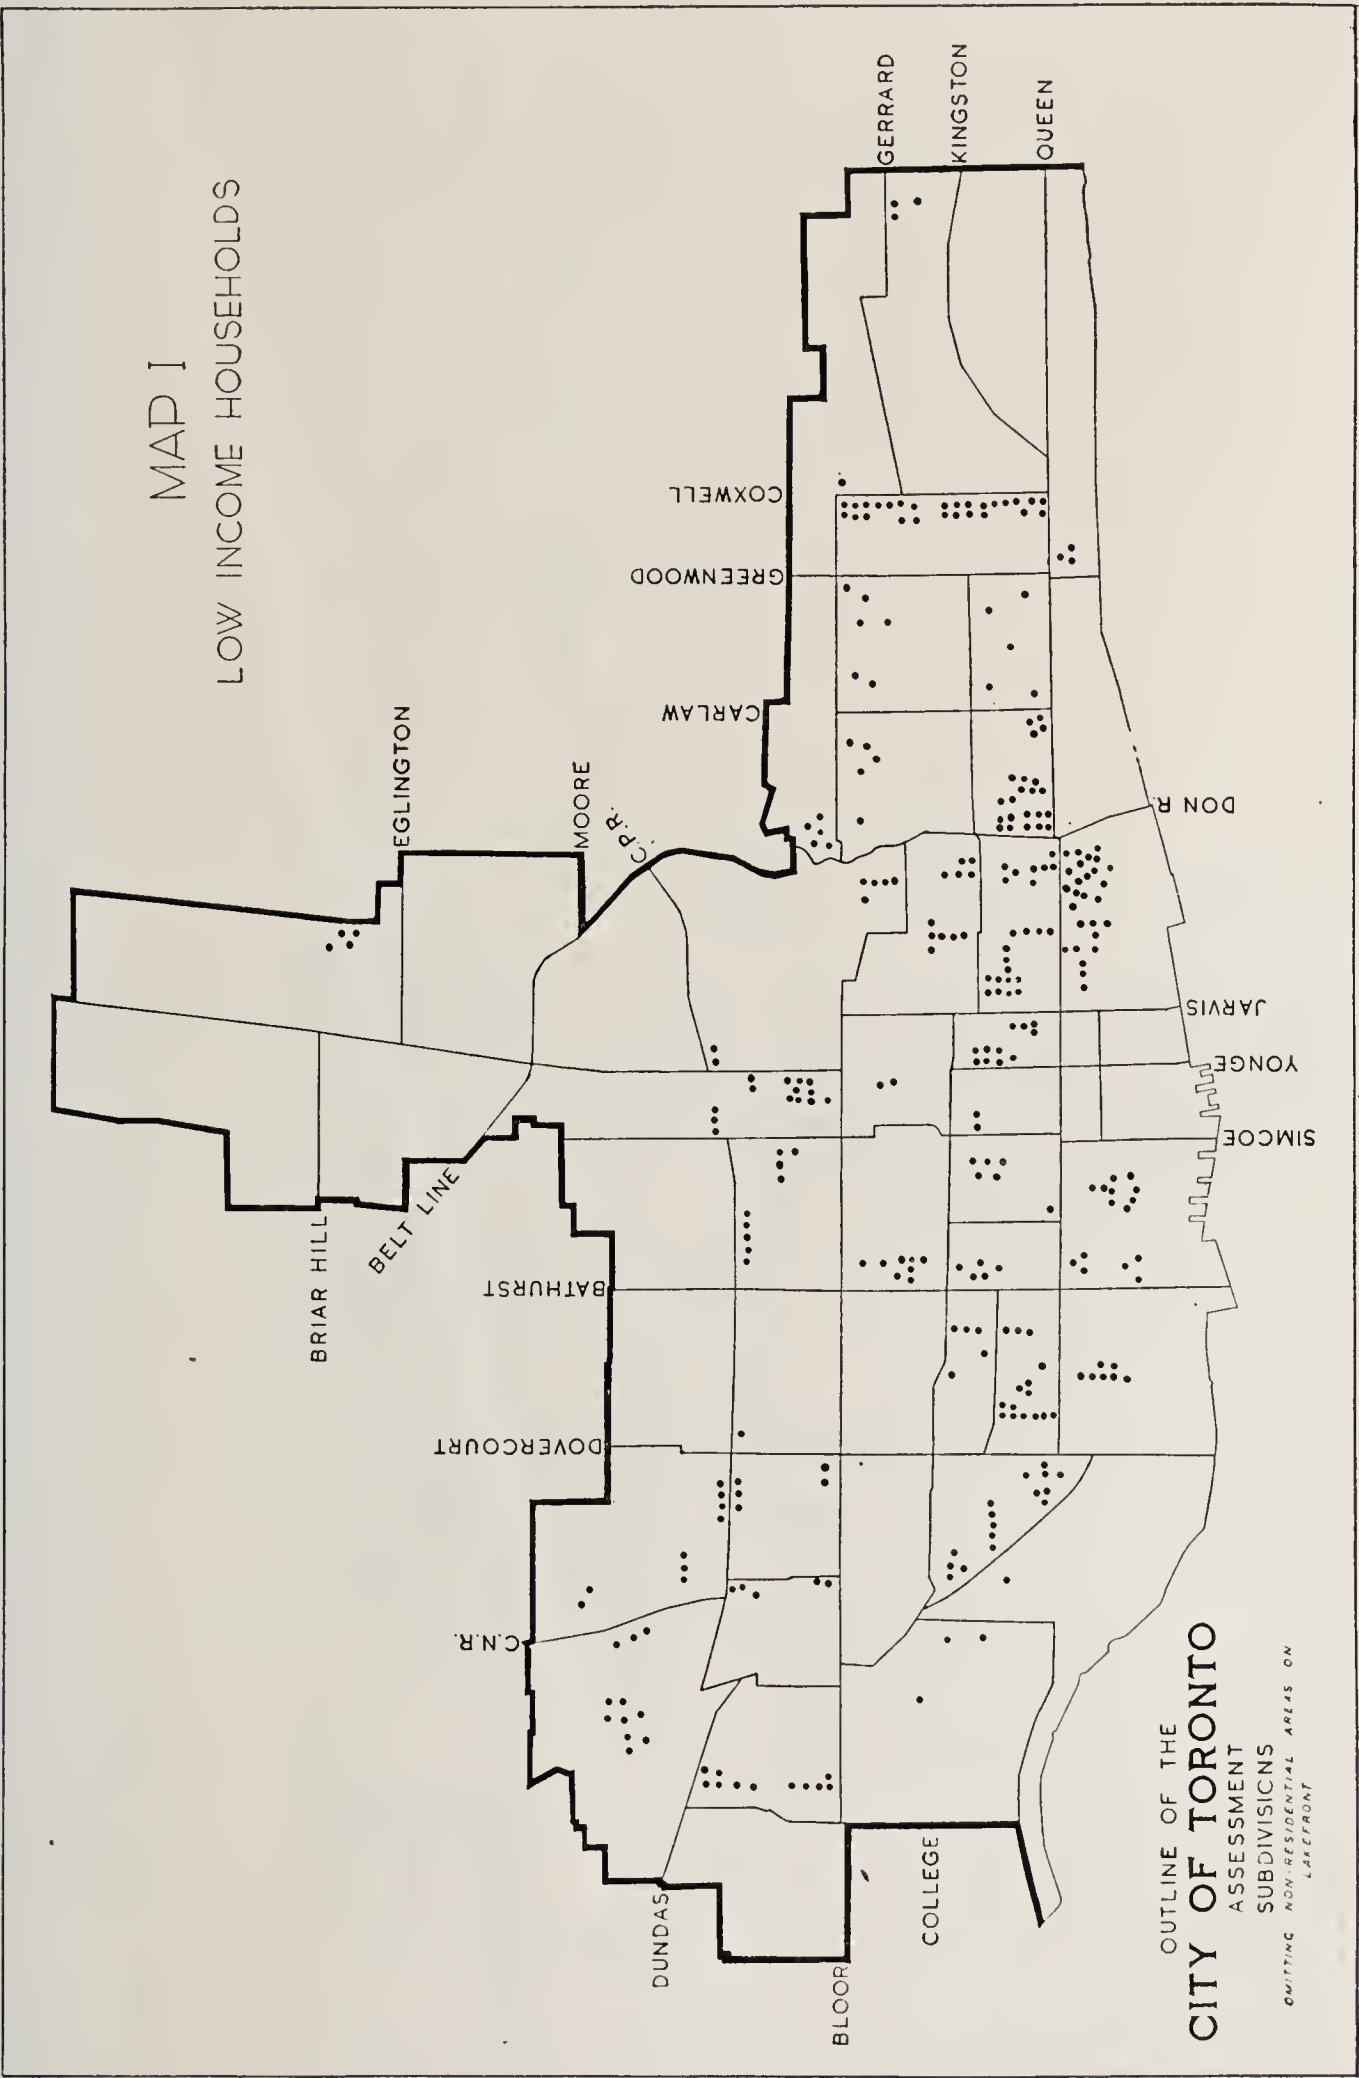 MAP I
LOW INCOME HOUSEHOLDS
EGLINGTON
MOORE
C.P.R.
BRIAR HILL
BELT LINE
BATHURST
DOVERCOURT
C.N.R.
DUNDAS
BLOOR
COLLEGE
CARLAW
GREENWOOD
COXWELL
GERRARD
KINGSTON
QUEEN
DON R.
JARVIS
YONGE
SIMCOE
OUTLINE OF THE
CITY OF TORONTO
ASSESSMENT
SUBDIVISIONS
OMITTING NON-RESIDENTIAL AREAS ON
LAKEFRONT